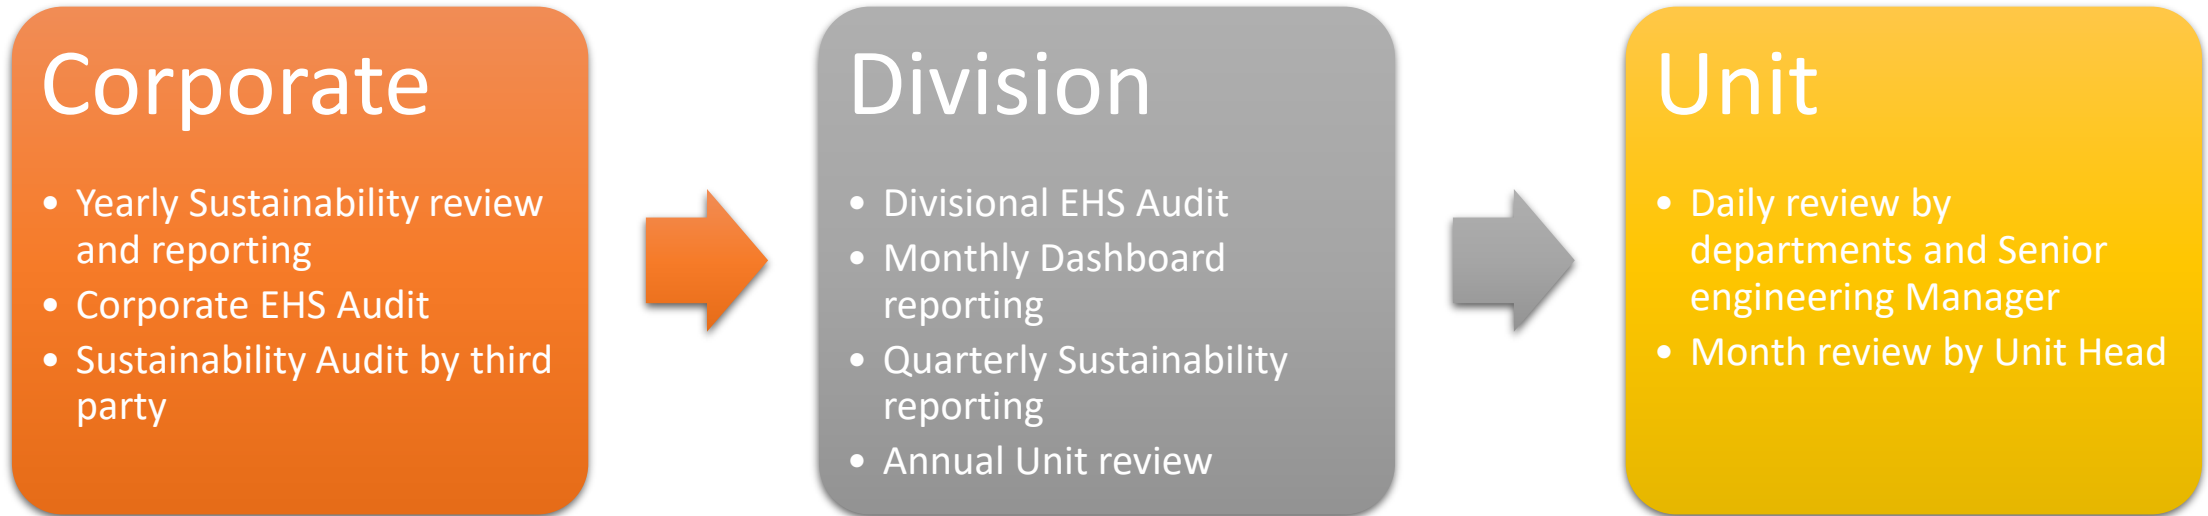 Corporate
• Yearly Sustainability review
and reporting
• Corporate EHS Audit
• Sustainability Audit by third
party
Division
• Divisional EHS Audit
• Monthly Dashboard
reporting
• Quarterly Sustainability
reporting
• Annual Unit review
Unit
• Daily review by
departments and Senior
engineering Manager
• Month review by Unit Head